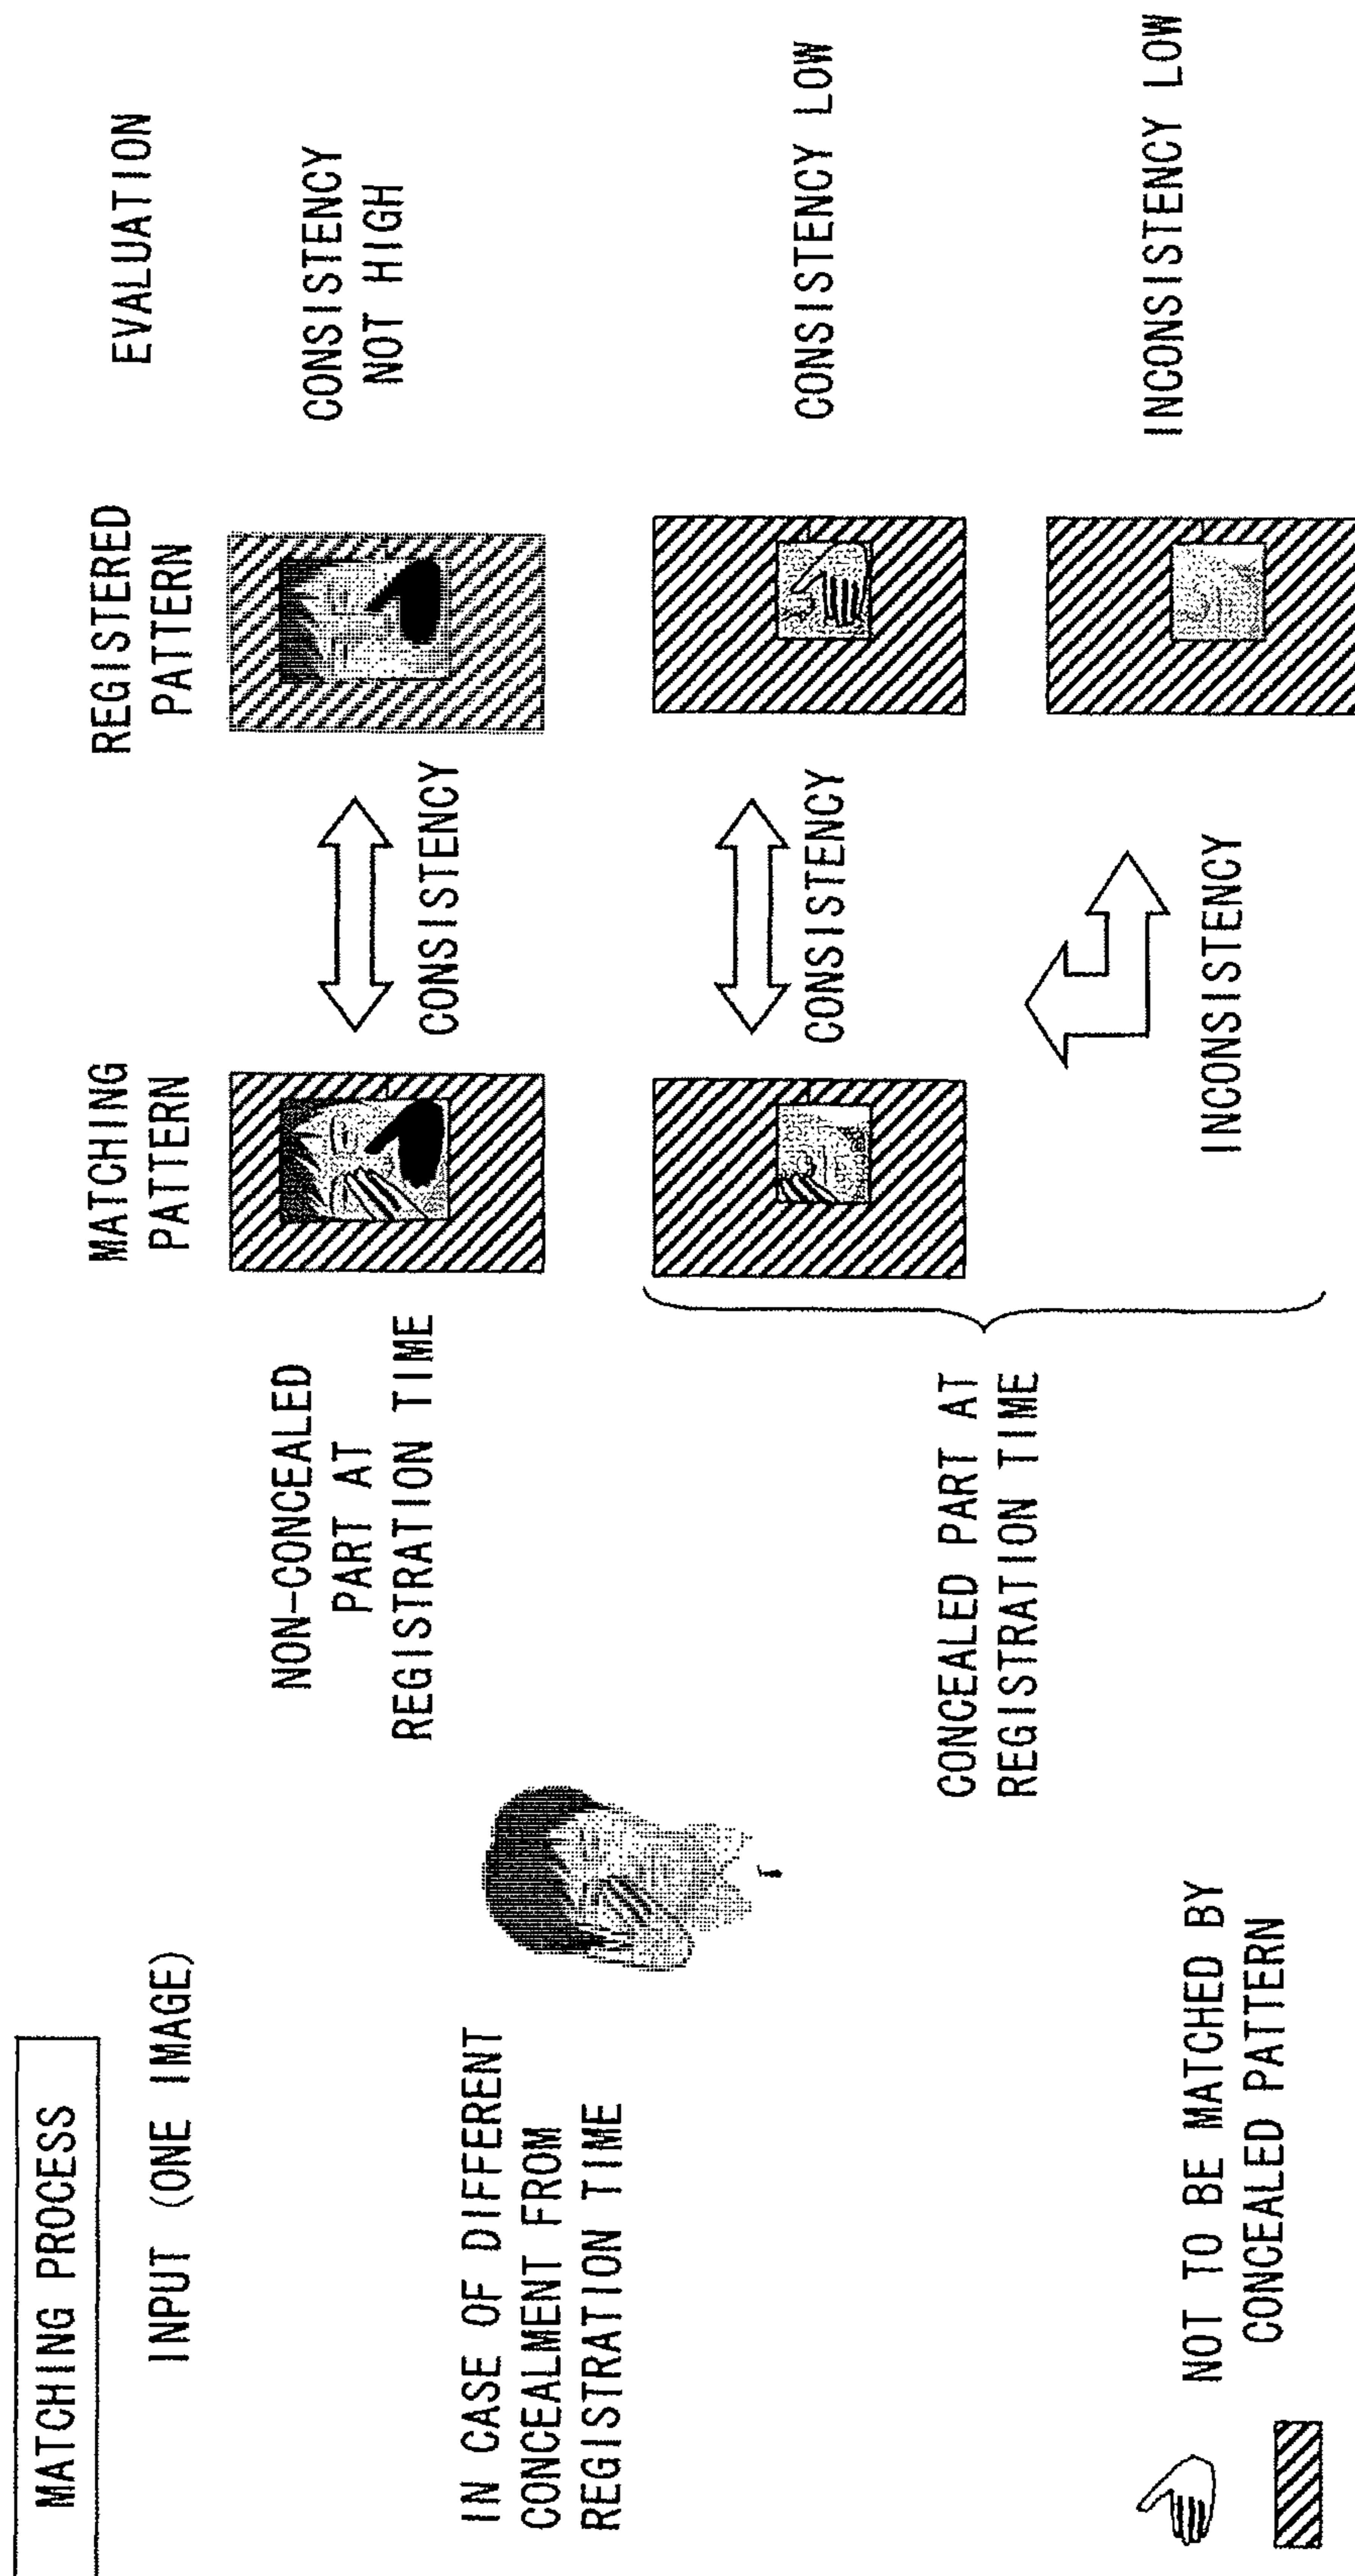 MATCHING PROCESS
INPUT (ONE IMAGE)
MATCHING
PATTERN
REGISTERED
PATTERN
EVALUATION
NON-CONCEALED
PART AT
REGISTRATION TIME
CONSISTENCY
CONSISTENCY
NOT HIGH
IN CASE OF DIFFERENT
CONCEALMENT FROM
REGISTRATION TIME
CONSISTENCY
CONSISTENCY LOW
CONCEALED PART AT
REGISTRATION TIME
INCONSISTENCY
INCONSISTENCY LOW
NOT TO BE MATCHED BY
CONCEALED PATTERN